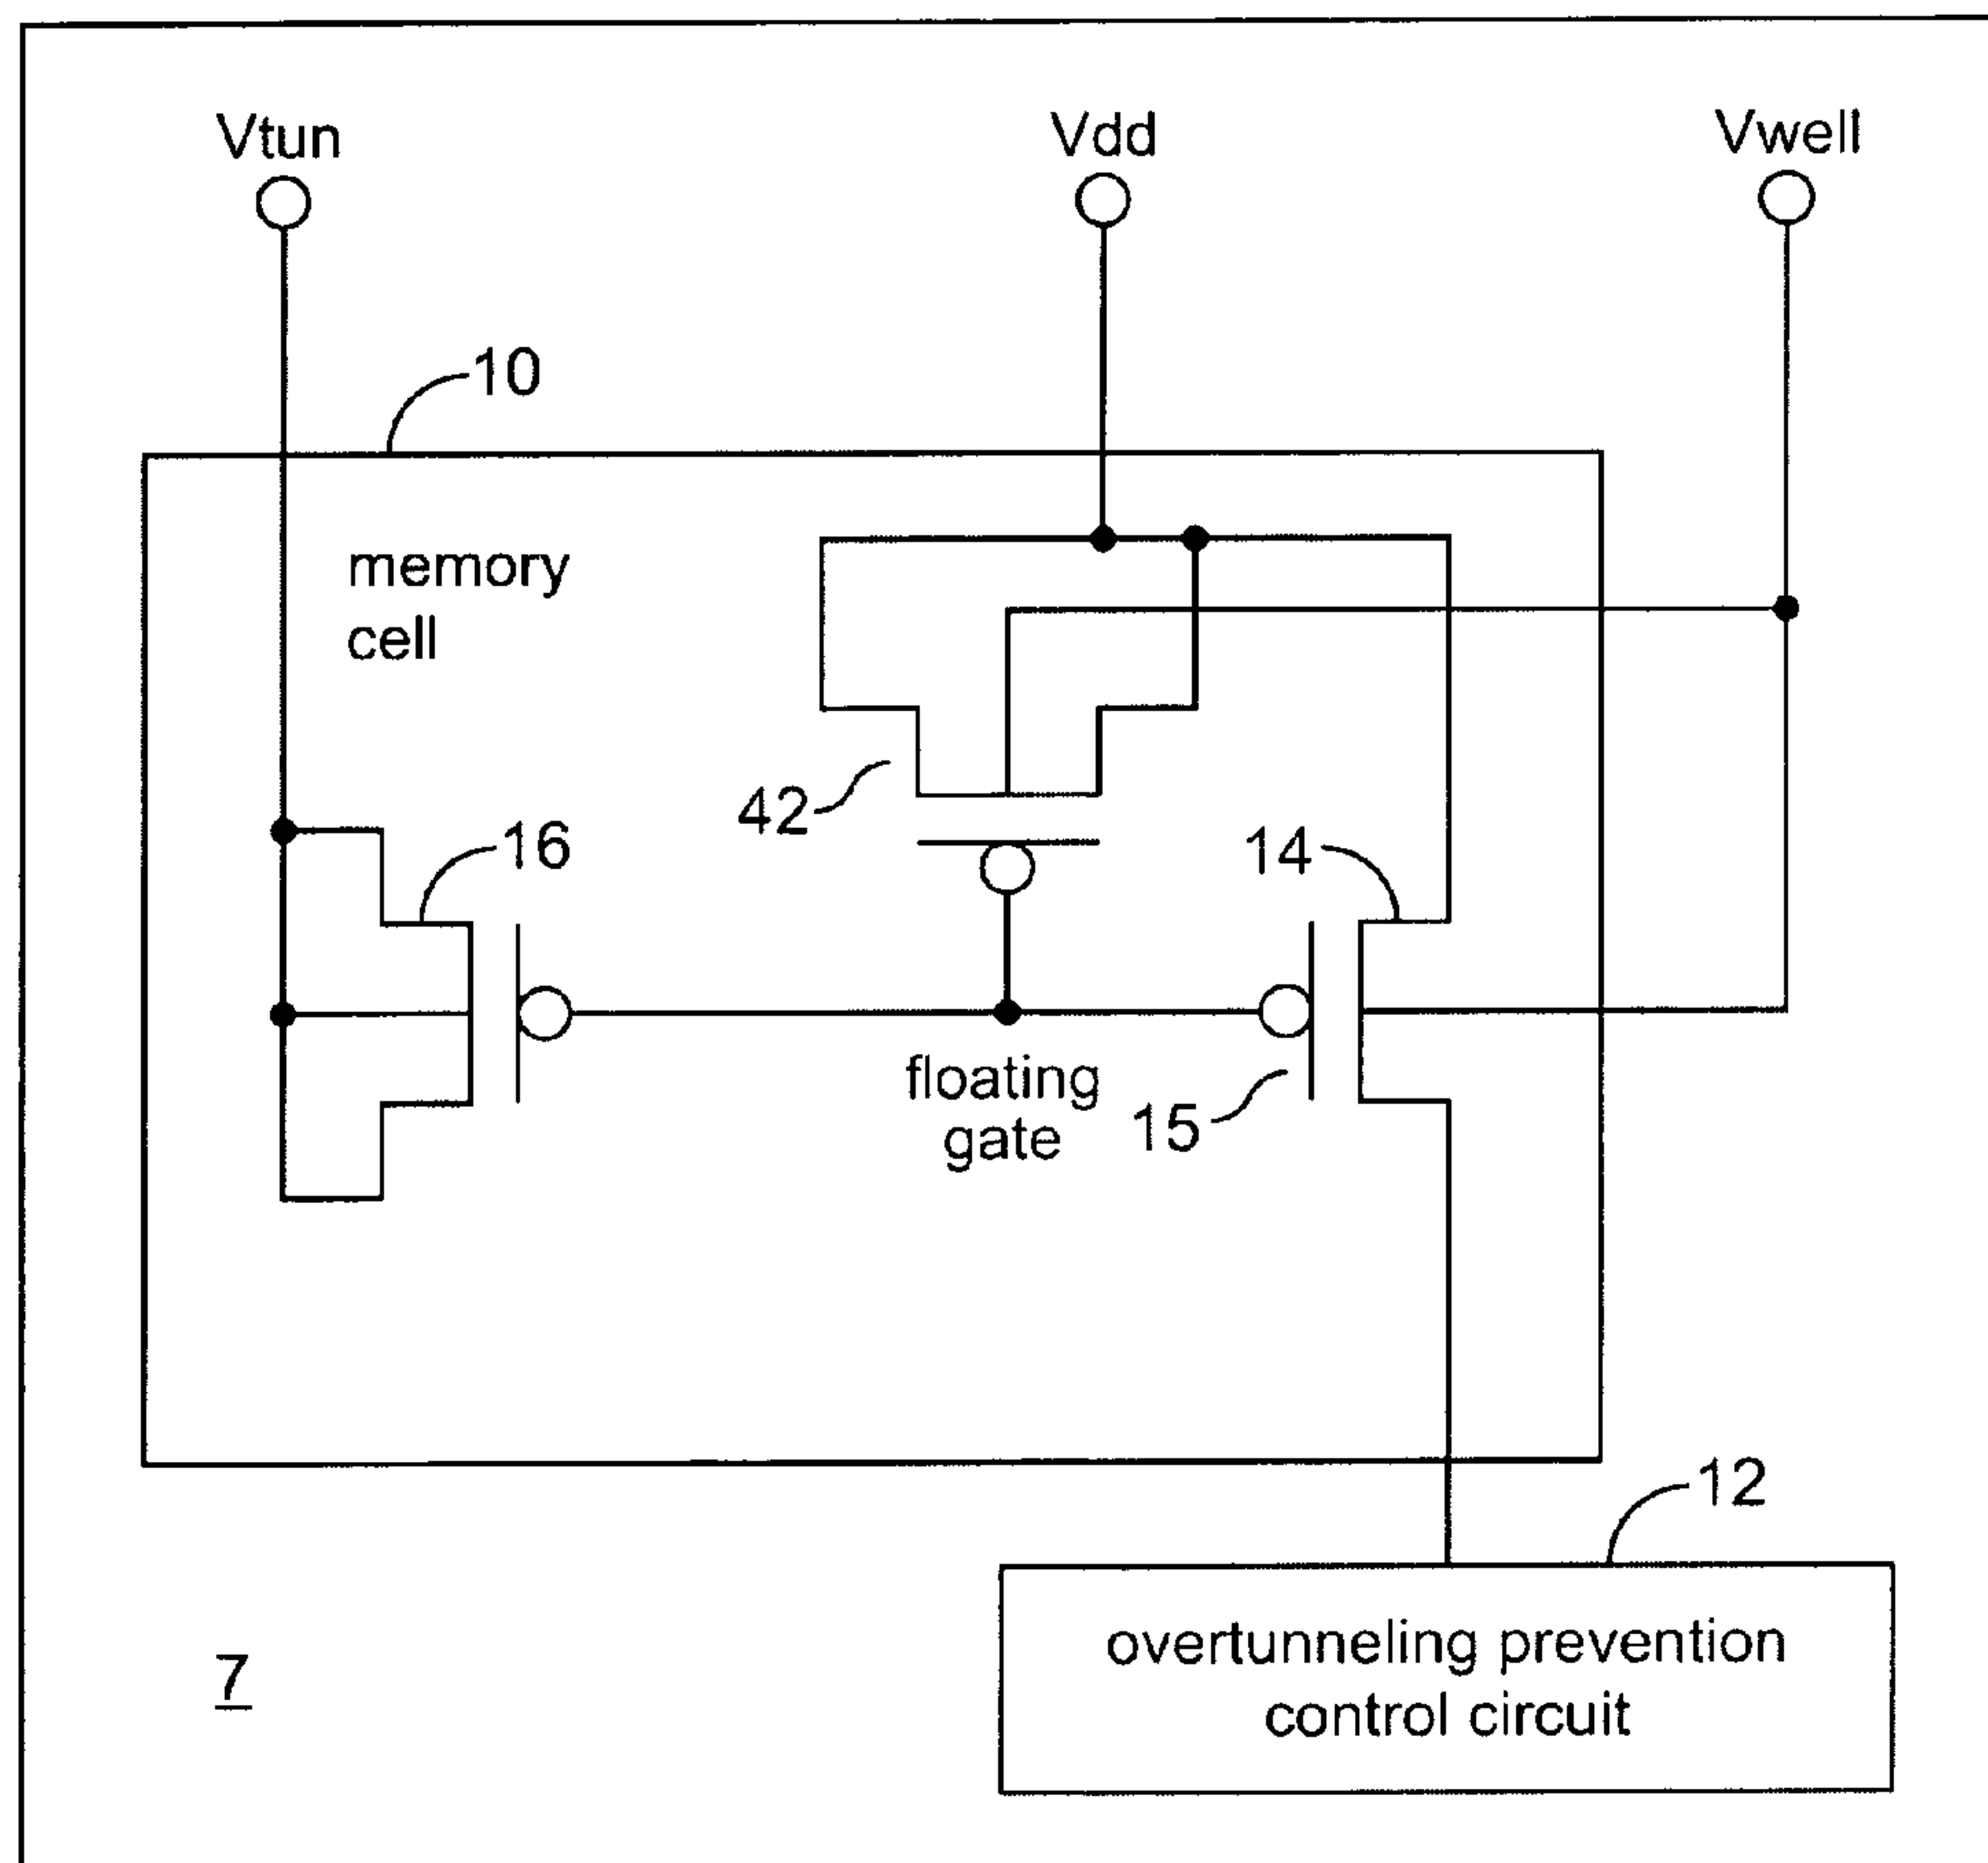 Vtun
Vdd
Vwell
10
memory
cell
42
16
14
floating
gate
15
12
overtunneling prevention
control circuit
7